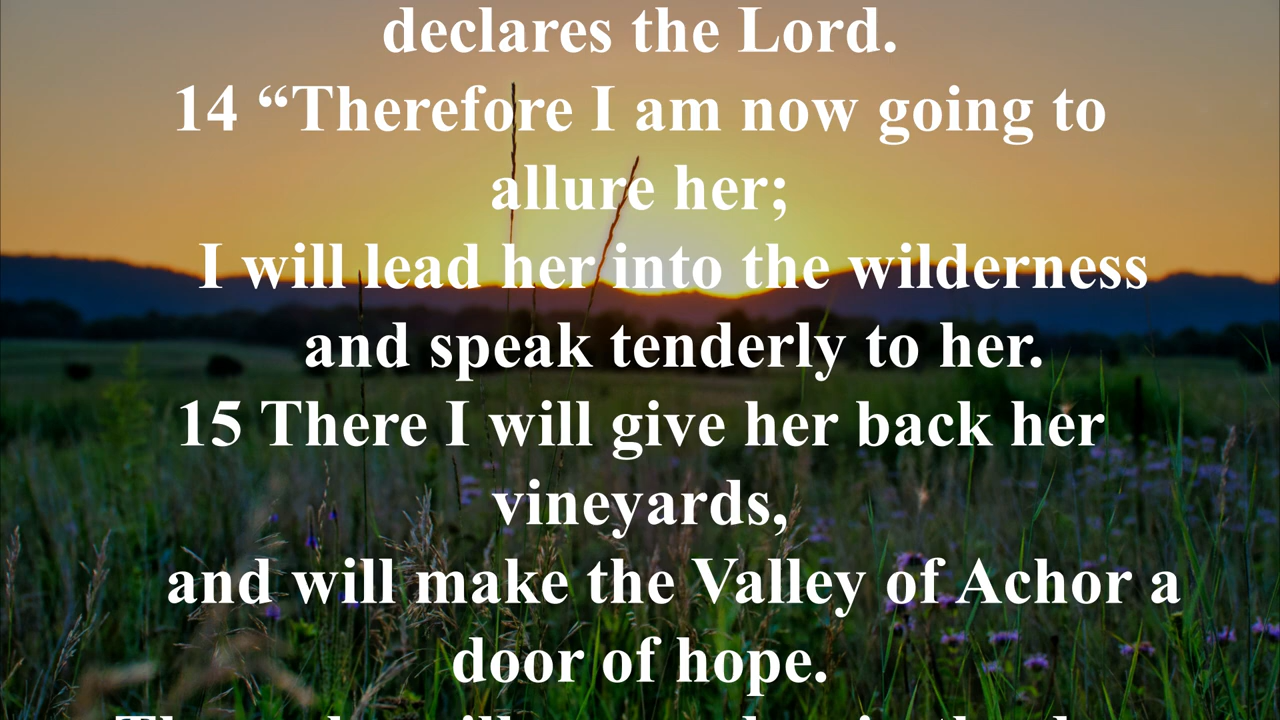 declares the Lord.
14 “Therefore I am now going to
allure her;
I will lead her into the wilderness
and speak tenderly to her.
15 There I will give her back her
vineyards,
and will make the Valley of Achor a
door of hope.